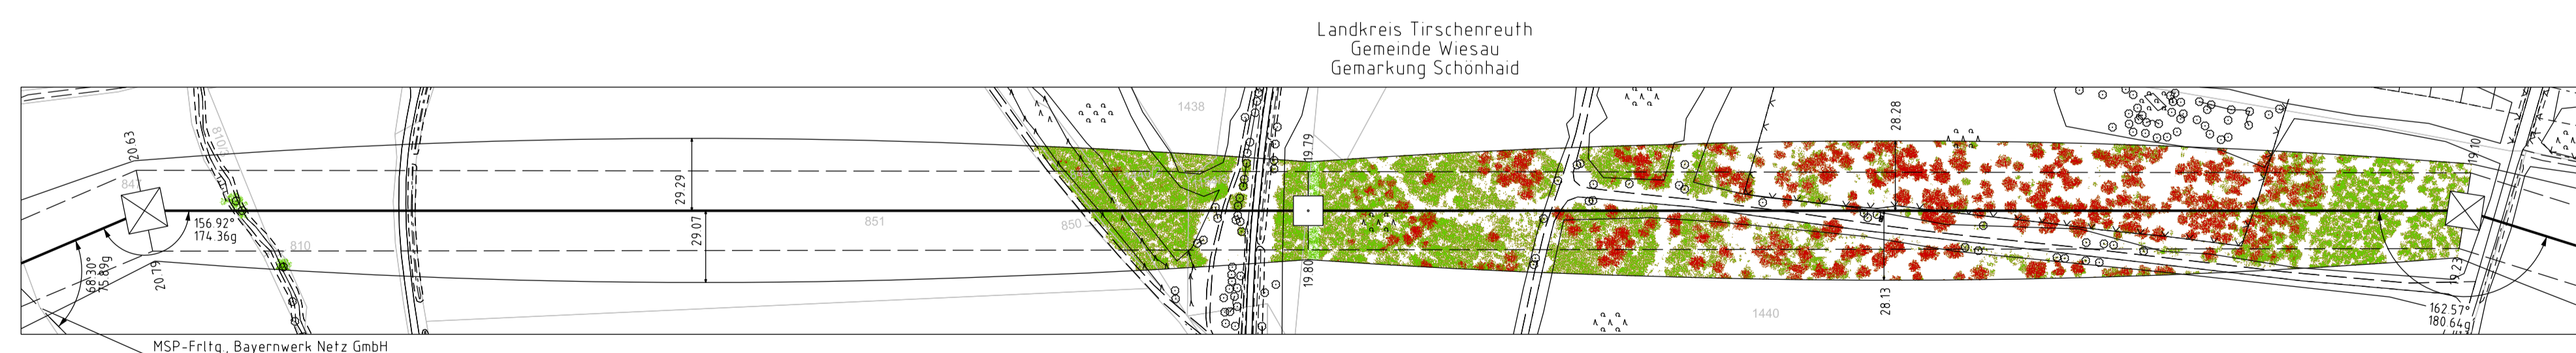 Landkreis Tirschenreuth
Gemeinde Wiesau
Gemarkung Schönhaid
1438
20.63
847
156.92°
174.36g
810
68.30°
75.89g
20.79
29.29
29.07
851
850
19.79
19.80
28.28
28.13
1440
19.10
19.23
162.57°
180.64g
MSP-Frltg., Bayernwerk Netz GmbH